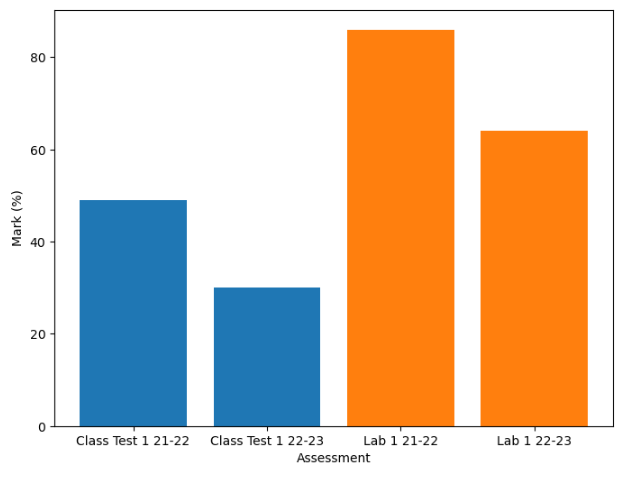 80
60
40
20
0
Mark (%)
Class Test 1 21-22
Class Test 1 22-23
Lab 1 21-22
Lab 1 22-23
Assessment